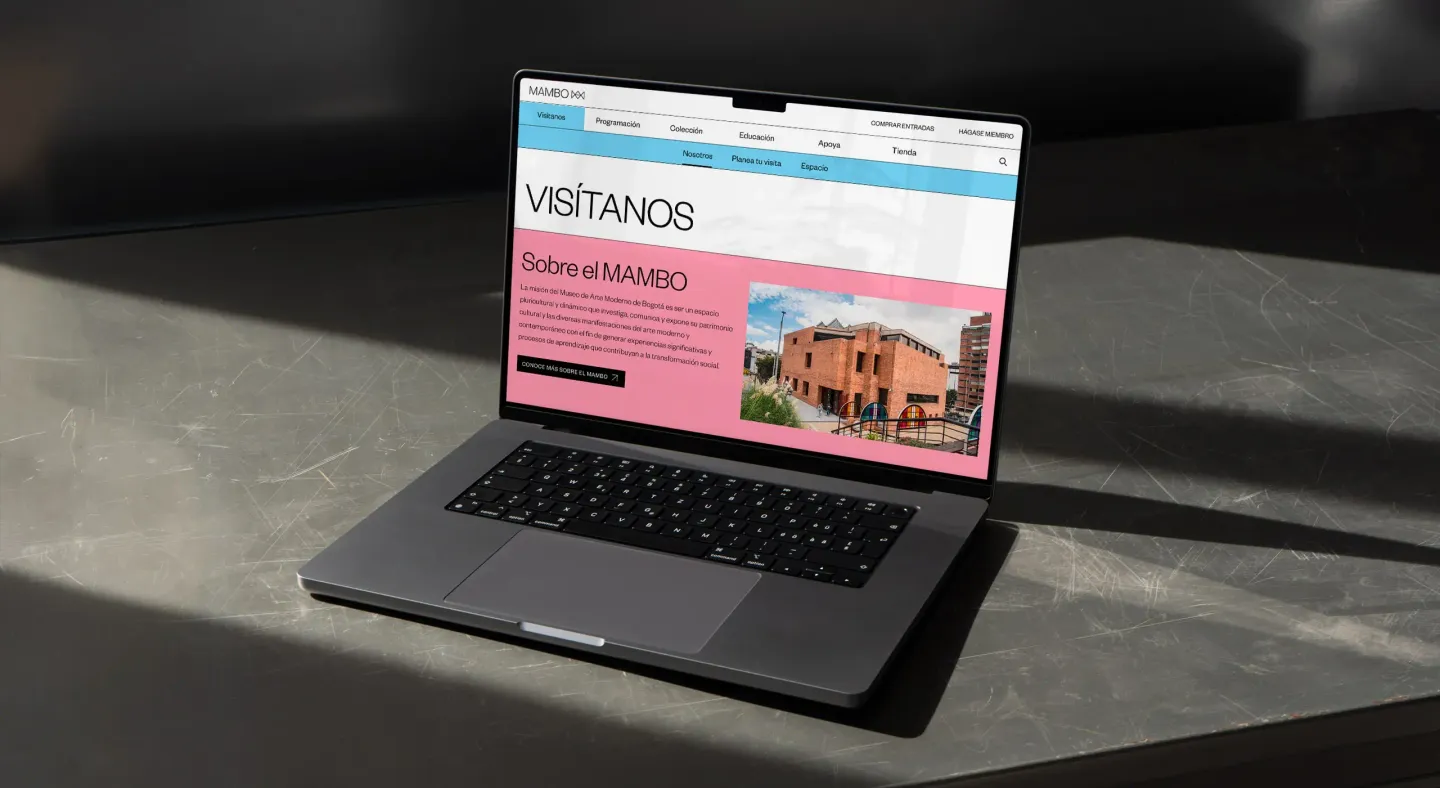 MAMBO
COMPRAR ENTRADAS
HÁGASE MIEMBRO
Visítanos
Programación
Colección
Educación
Apoya
Tienda
Nosotros
Planea tu visita
Espacio
VISÍTANOS
Sobre el MAMBO
La misión del Museo de Arte Moderno de Bogotá es ser un espacio
pluricultural y dinámico que investiga, comunica y expone su patrimonio
cultural y las diversas manifestaciones del arte moderno y
contemporáneo con el fin de generar experiencias significativas y
procesos de aprendizaje que contribuyan a la transformación social.
CONOCE MÁS SOBRE EL MAMBO
command
command
option